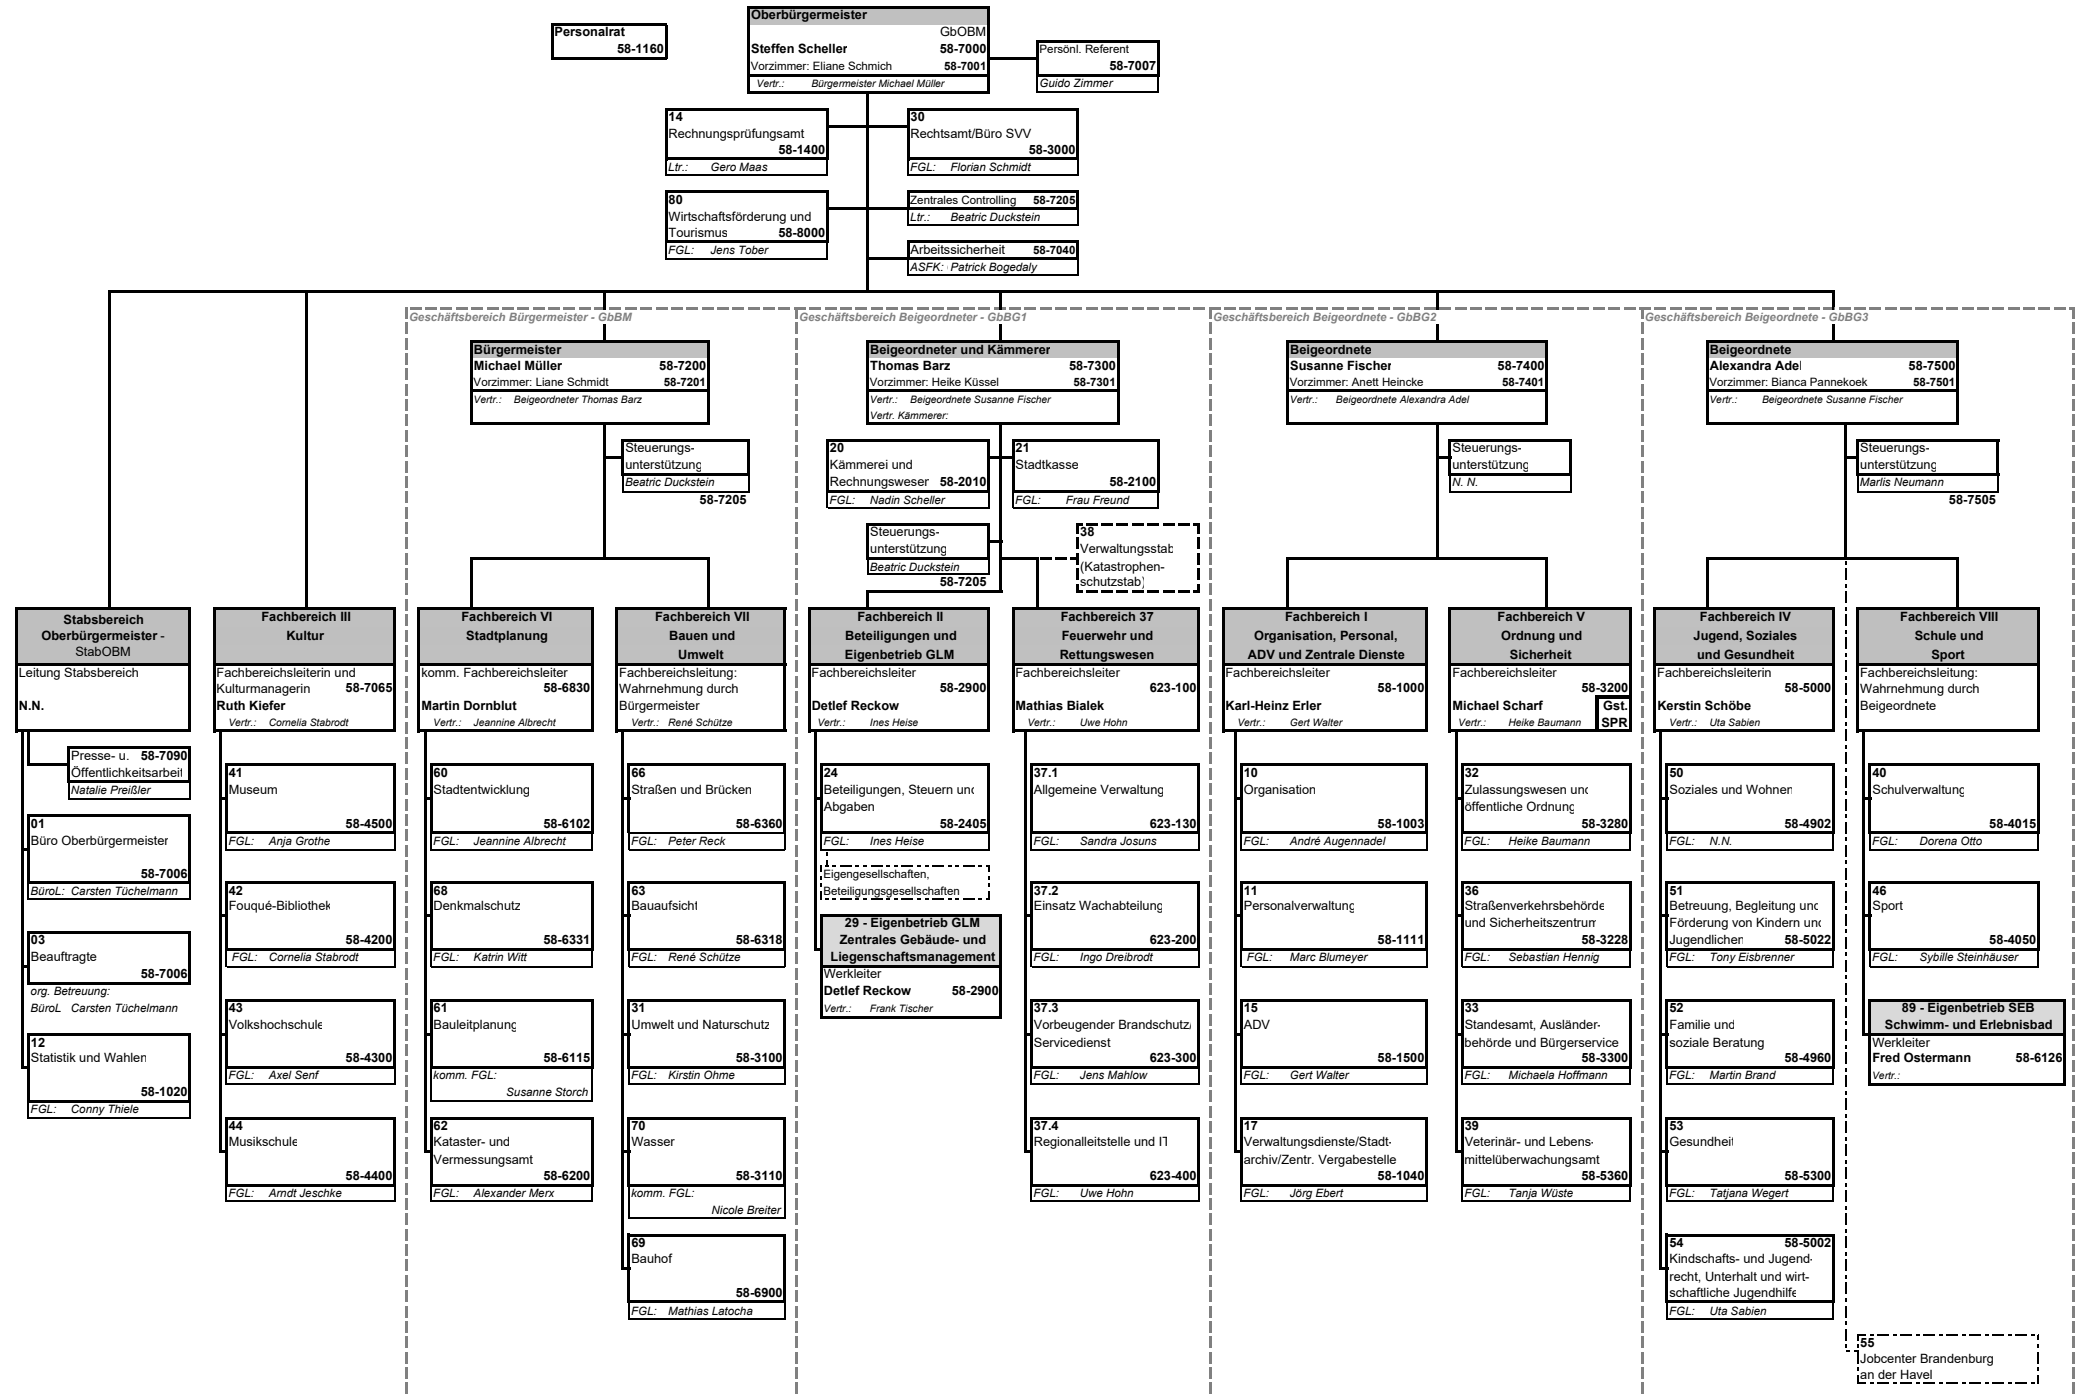 Personalrat
58-1160
Oberbürgermeister
GbOBM
Steffen Scheller 58-7000
Vorzimmer: Eliane Schmich 58-7001
Vertr.: Bürgermeister Michael Müller
Persönl. Referent
58-7007
Guido Zimmer
14
Rechnungsprüfungsamt
58-1400
Ltr.: Gero Maas
30
Rechtsamt/Büro SVV
58-3000
FGL: Florian Schmidt
80
Wirtschaftsförderung und
Tourismus 58-8000
FGL: Jens Tober
Zentrales Controlling 58-7205
Ltr.: Beatric Duckstein
Arbeitssicherheit 58-7040
ASFK: Patrick Bogedaly
Geschäftsbereich Bürgermeister - GbBM
Geschäftsbereich Beigeordneter - GbBG1
Geschäftsbereich Beigeordnete - GbBG2
Geschäftsbereich Beigeordnete - GbBG3
Bürgermeister
Michael Müller 58-7200
Vorzimmer: Liane Schmidt 58-7201
Vertr.: Beigeordneter Thomas Barz
Beigeordneter und Kämmerer
Thomas Barz 58-7300
Vorzimmer: Heike Küssel 58-7301
Vertr.: Beigeordnete Susanne Fischer
Vertr. Kämmerer:
Beigeordnete
Susanne Fischer 58-7400
Vorzimmer: Anett Heincke 58-7401
Vertr.: Beigeordnete Alexandra Adel
Beigeordnete
Alexandra Adel 58-7500
Vorzimmer: Bianca Pannekoek 58-7501
Vertr.: Beigeordnete Susanne Fischer
Steuerungs-
unterstützung
Beatric Duckstein
58-7205
20
Kämmerei und
Rechnungsweser 58-2010
FGL: Nadin Scheller
21
Stadtkasse
58-2100
FGL: Frau Freund
Steuerungs-
unterstützung
Beatric Duckstein
58-7205
38
Verwaltungsstab
(Katastrophen-
schutzstab)
Steuerungs-
unterstützung
N. N.
Steuerungs-
unterstützung
Marlis Neumann
58-7505
Stabsbereich
Oberbürgermeister -
StabOBM
Leitung Stabsbereich
N.N.
Presse- u. 58-7090
Öffentlichkeitsarbeit
Natalie Preißler
01
Büro Oberbürgermeister
58-7006
BüroL: Carsten Tüchelmann
03
Beauftragte
58-7006
org. Betreuung:
BüroL Carsten Tüchelmann
12
Statistik und Wahlen
58-1020
FGL: Conny Thiele
Fachbereich III
Kultur
Fachbereichsleiterin und
Kulturmanagerin 58-7065
Ruth Kiefer
Vertr.: Cornelia Stabrodt
41
Museum
58-4500
FGL: Anja Grothe
42
Fouqué-Bibliothek
58-4200
FGL: Cornelia Stabrodt
43
Volkshochschule
58-4300
FGL: Axel Senf
44
Musikschule
58-4400
FGL: Arndt Jeschke
Fachbereich VI
Stadtplanung
komm. Fachbereichsleiter
58-6830
Martin Dornblut
Vertr.: Jeannine Albrecht
60
Stadtentwicklung
58-6102
FGL: Jeannine Albrecht
68
Denkmalschutz
58-6331
FGL: Katrin Witt
61
Bauleitplanung
58-6115
komm. FGL:
Susanne Storch
62
Kataster- und
Vermessungsamt
58-6200
FGL: Alexander Merx
Fachbereich VII
Bauen und
Umwelt
Fachbereichsleitung:
Wahrnehmung durch
Bürgermeister
Vertr.: René Schütze
66
Straßen und Brücken
58-6360
FGL: Peter Reck
63
Bauaufsicht
58-6318
FGL: René Schütze
31
Umwelt und Naturschutz
58-3100
FGL: Kirstin Ohme
70
Wasser
58-3110
komm. FGL:
Nicole Breiter
69
Bauhof
58-6900
FGL: Mathias Latocha
Fachbereich II
Beteiligungen und
Eigenbetrieb GLM
Fachbereichsleiter
58-2900
Detlef Reckow
Vertr.: Ines Heise
24
Beteiligungen, Steuern und
Abgaben
58-2405
FGL: Ines Heise
Eigengesellschaften,
Beteiligungsgesellschaften
29 - Eigenbetrieb GLM
Zentrales Gebäude- und
Liegenschaftsmanagement
Werkleiter
Detlef Reckow 58-2900
Vertr.: Frank Tischer
Fachbereich 37
Feuerwehr und
Rettungswesen
Fachbereichsleiter
623-100
Mathias Bialek
Vertr.: Uwe Hohn
37.1
Allgemeine Verwaltung
623-130
FGL: Sandra Josuns
37.2
Einsatz Wachabteilung
623-200
FGL: Ingo Dreibrodt
37.3
Vorbeugender Brandschutz/
Servicedienst
623-300
FGL: Jens Mahlow
37.4
Regionalleitstelle und IT
623-400
FGL: Uwe Hohn
Fachbereich I
Organisation, Personal,
ADV und Zentrale Dienste
Fachbereichsleiter
58-1000
Karl-Heinz Erler
Vertr.: Gert Walter
10
Organisation
58-1003
FGL: André Augennadel
11
Personalverwaltung
58-1111
FGL: Marc Blumeyer
15
ADV
58-1500
FGL: Gert Walter
17
Verwaltungsdienste/Stadt-
archiv/Zentr. Vergabestelle
58-1040
FGL: Jörg Ebert
Fachbereich V
Ordnung und
Sicherheit
Fachbereichsleiter
58-3200
Michael Scharf Gst.
Vertr.: Heike Baumann SPR
32
Zulassungswesen und
öffentliche Ordnung
58-3280
FGL: Heike Baumann
36
Straßenverkehrsbehörde
und Sicherheitszentrum
58-3228
FGL: Sebastian Hennig
33
Standesamt, Ausländer-
behörde und Bürgerservice
58-3300
FGL: Michaela Hoffmann
39
Veterinär- und Lebens-
mittelüberwachungsamt
58-5360
FGL: Tanja Wüste
Fachbereich IV
Jugend, Soziales
und Gesundheit
Fachbereichsleiterin
58-5000
Kerstin Schöbe
Vertr.: Uta Sabien
50
Soziales und Wohnen
58-4902
FGL: N.N.
51
Betreuung, Begleitung und
Förderung von Kindern und
Jugendlichen 58-5022
FGL: Tony Eisbrenner
52
Familie und
soziale Beratung
58-4960
FGL: Martin Brand
53
Gesundheit
58-5300
FGL: Tatjana Wegert
54 58-5002
Kindschafts- und Jugend-
recht, Unterhalt und wirt-
schaftliche Jugendhilfe
FGL: Uta Sabien
Fachbereich VIII
Schule und
Sport
Fachbereichsleitung:
Wahrnehmung durch
Beigeordnete
40
Schulverwaltung
58-4015
FGL: Dorena Otto
46
Sport
58-4050
FGL: Sybille Steinhäuser
89 - Eigenbetrieb SEB
Schwimm- und Erlebnisbad
Werkleiter
Fred Ostermann 58-6126
Vertr.:
55
Jobcenter Brandenburg
an der Havel